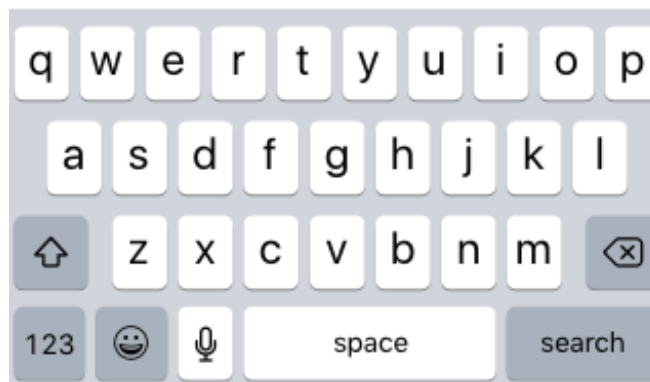 q w e r t y u i o p
a s d f g h j k l
z x c v b n m
123 space search